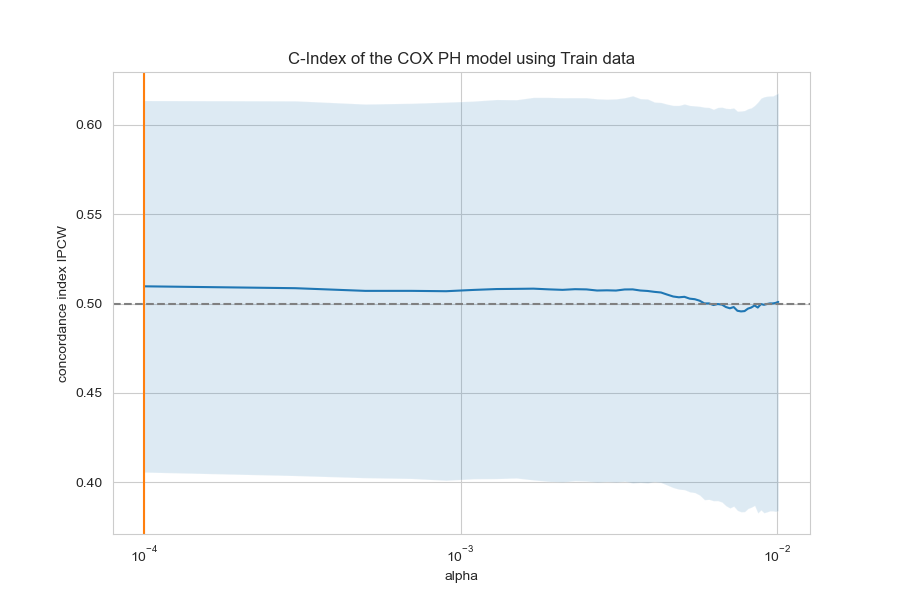 C-Index of the COX PH model using Train data
concordance index IPCW
0.60
0.55
0.50
0.45
0.40
10⁻⁴
10⁻³
10⁻²
alpha